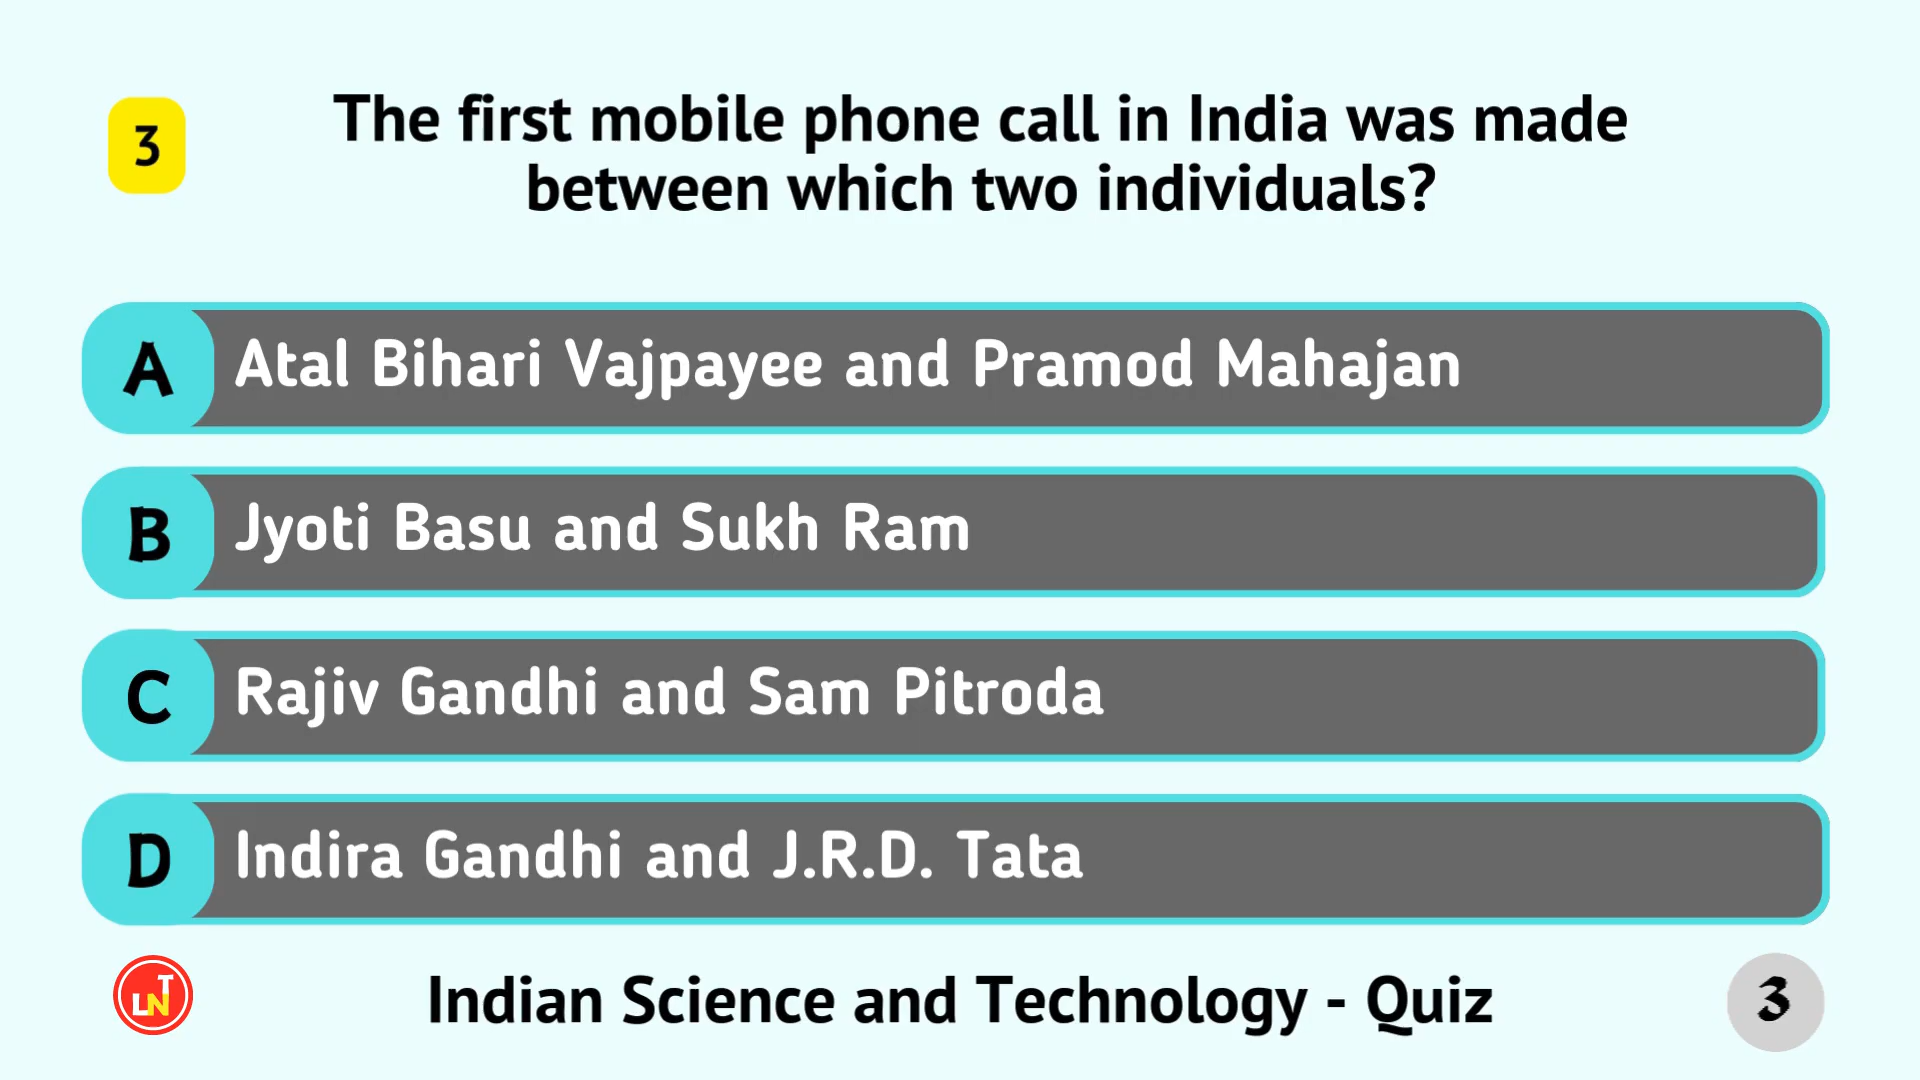 3
The first mobile phone call in India was made
between which two individuals?
A Atal Bihari Vajpayee and Pramod Mahajan
B Jyoti Basu and Sukh Ram
C Rajiv Gandhi and Sam Pitroda
D Indira Gandhi and J.R.D. Tata
LNT
Indian Science and Technology - Quiz
3